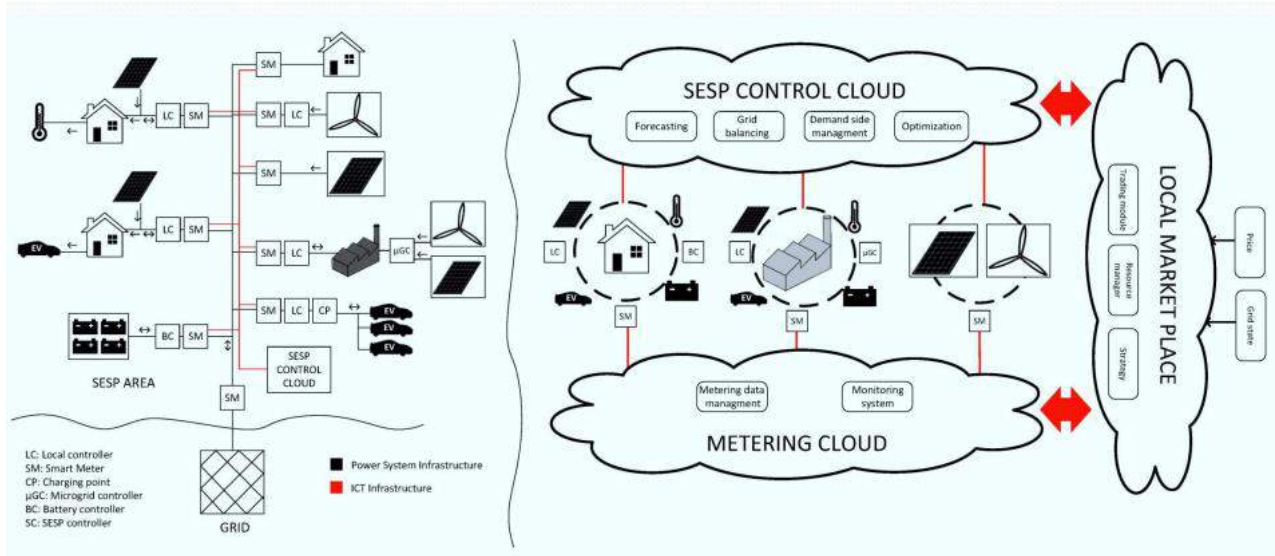 SM
LC
SM
SM
LC
SM
LC
SM
SM
LC
μGC
SM
LC
CP
EV
EV
EV
EV
BC
SM
SESP
CONTROL
CLOUD
SESP AREA
SM
LC: Local controller
SM: Smart Meter
CP: Charging point
μGC: Microgrid controller
BC: Battery controller
SC: SESP controller
GRID
Power System Infrastructure
ICT Infrastructure
SESP CONTROL CLOUD
Forecasting
Grid
balancing
Demand side
managment
Optimization
LC
BC
EV
SM
LC
μGC
EV
SM
SM
Metering data
managment
Monitoring
system
METERING CLOUD
LOCAL MARKET PLACE
Trading module
Resource
manager
Strategy
Price
Grid state